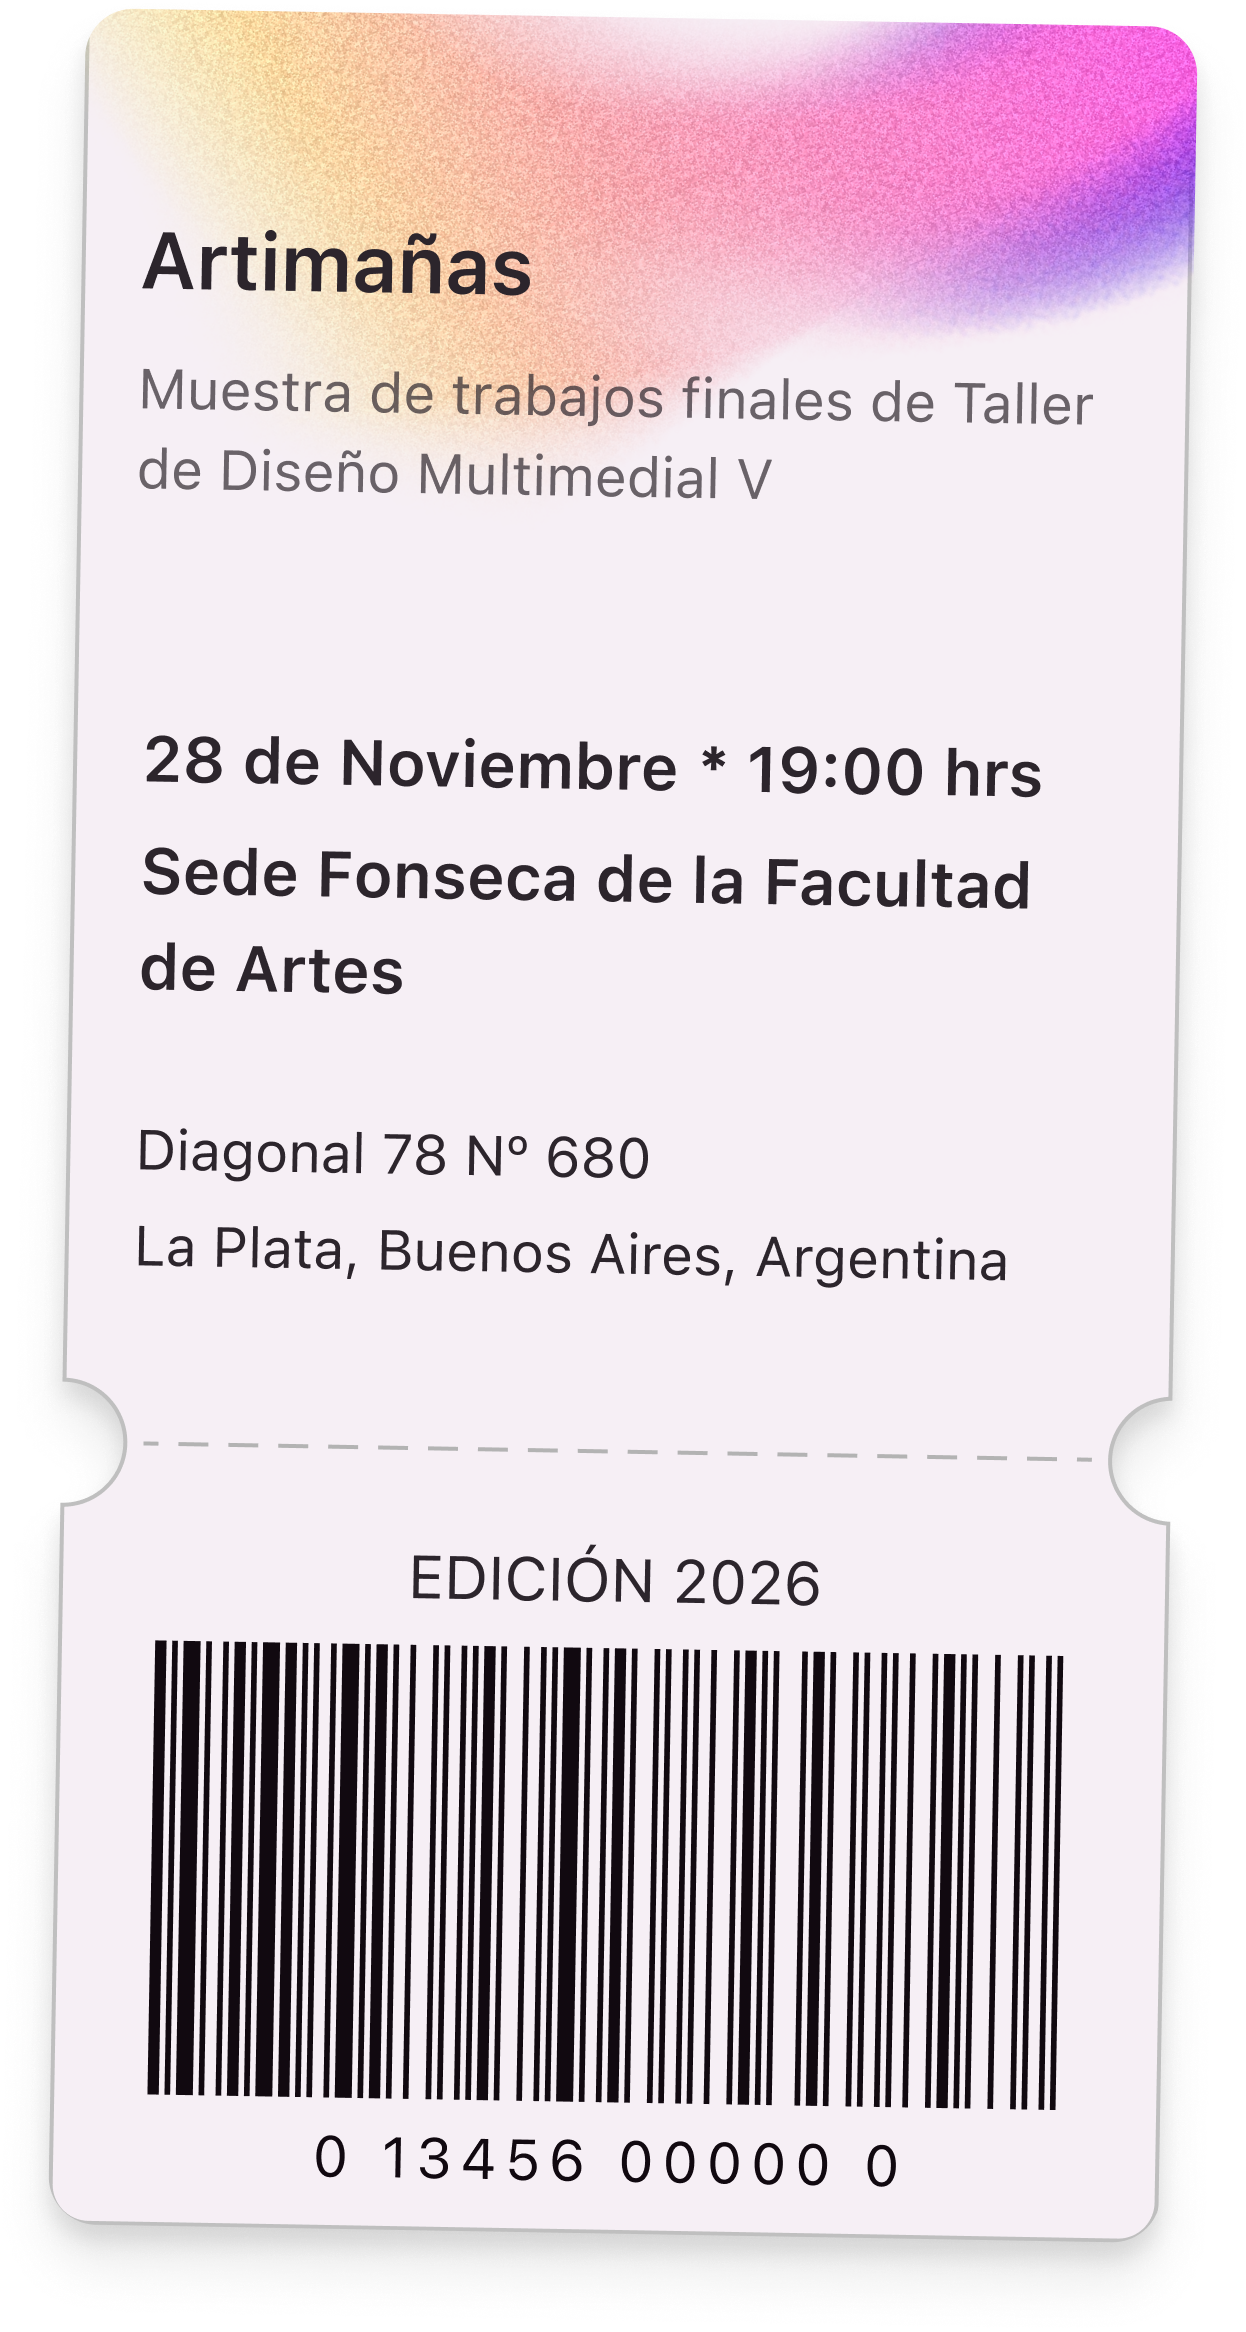 Artimañas
Muestra de trabajos finales de Taller
de Diseño Multimedial V
28 de Noviembre * 19:00 hrs
Sede Fonseca de la Facultad
de Artes
Diagonal 78 Nº 680
La Plata, Buenos Aires, Argentina
EDICIÓN 2026
0 13456 00000 0